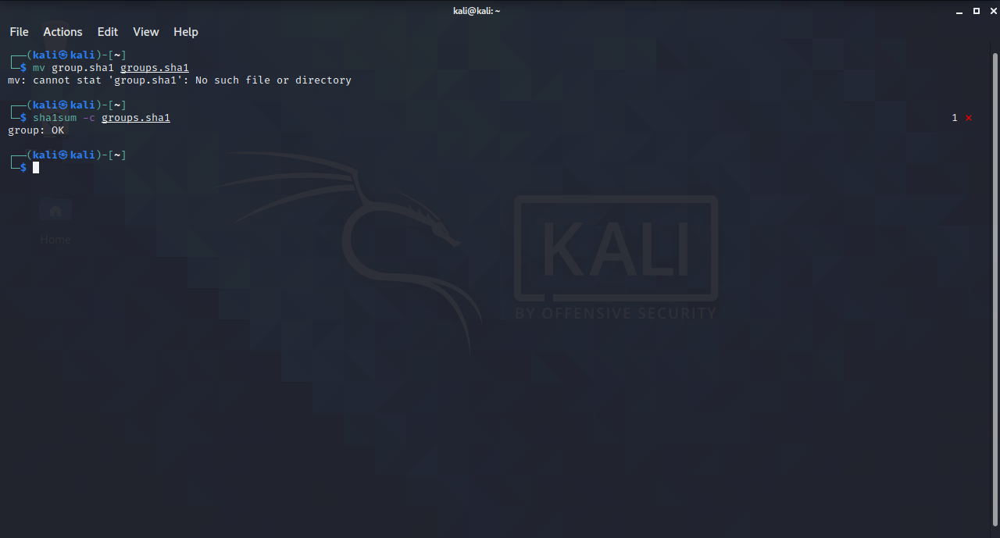 kali@kali: ~
File Actions Edit View Help
┌──(kali㉿kali)-[~]
└─$ mv group.sha1 groups.sha1
mv: cannot stat 'group.sha1': No such file or directory
┌──(kali㉿kali)-[~]
└─$ sha1sum -c groups.sha1 1 ⨯
group: OK
┌──(kali㉿kali)-[~]
└─$
Home
KALI
BY OFFENSIVE SECURITY